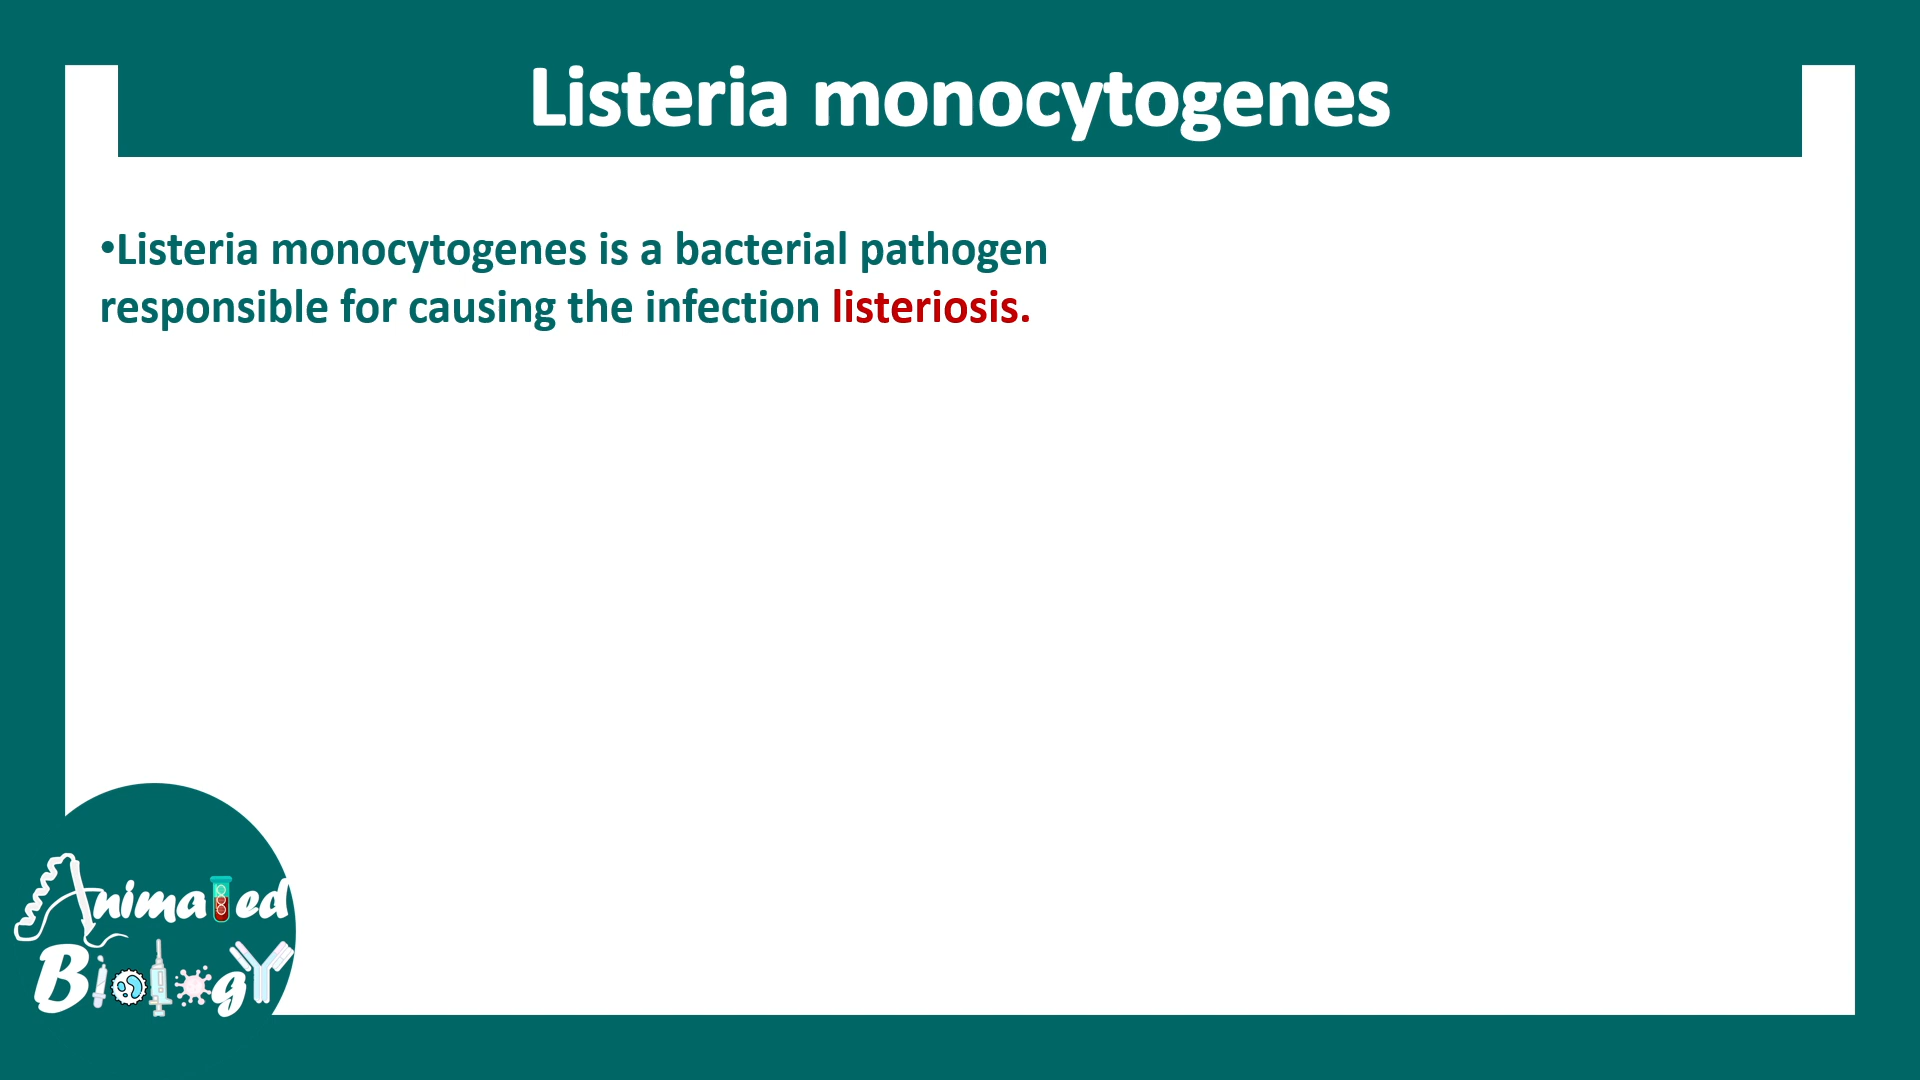 Listeria monocytogenes
•Listeria monocytogenes is a bacterial pathogen
responsible for causing the infection listeriosis.
Animated
Biology